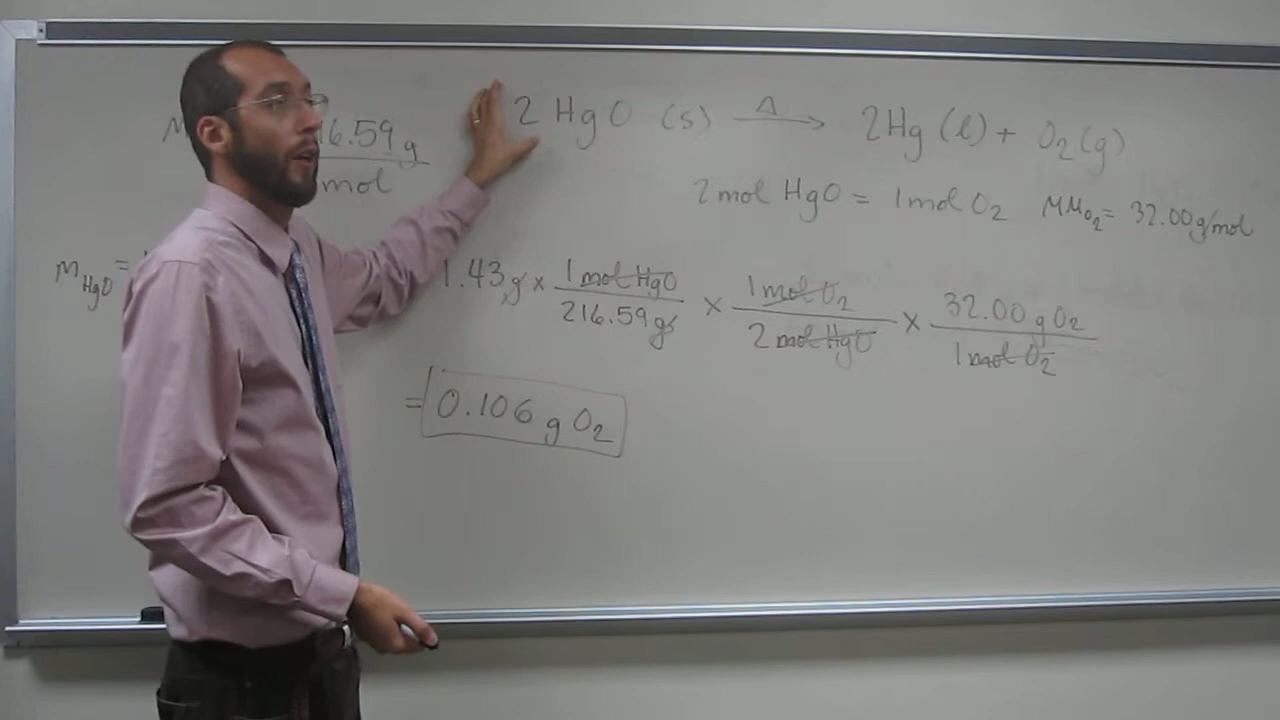 2 HgO (s) Δ → 2Hg (l) + O₂ (g)
6.59 g
mol
2 mol HgO = 1 mol O₂ MMO₂ = 32.00 g/mol
mHgO = 1.43 g × 1 mol HgO / 216.59 g × 1 mol O₂ / 2 mol HgO × 32.00 g O₂ / 1 mol O₂
= 0.106 g O₂